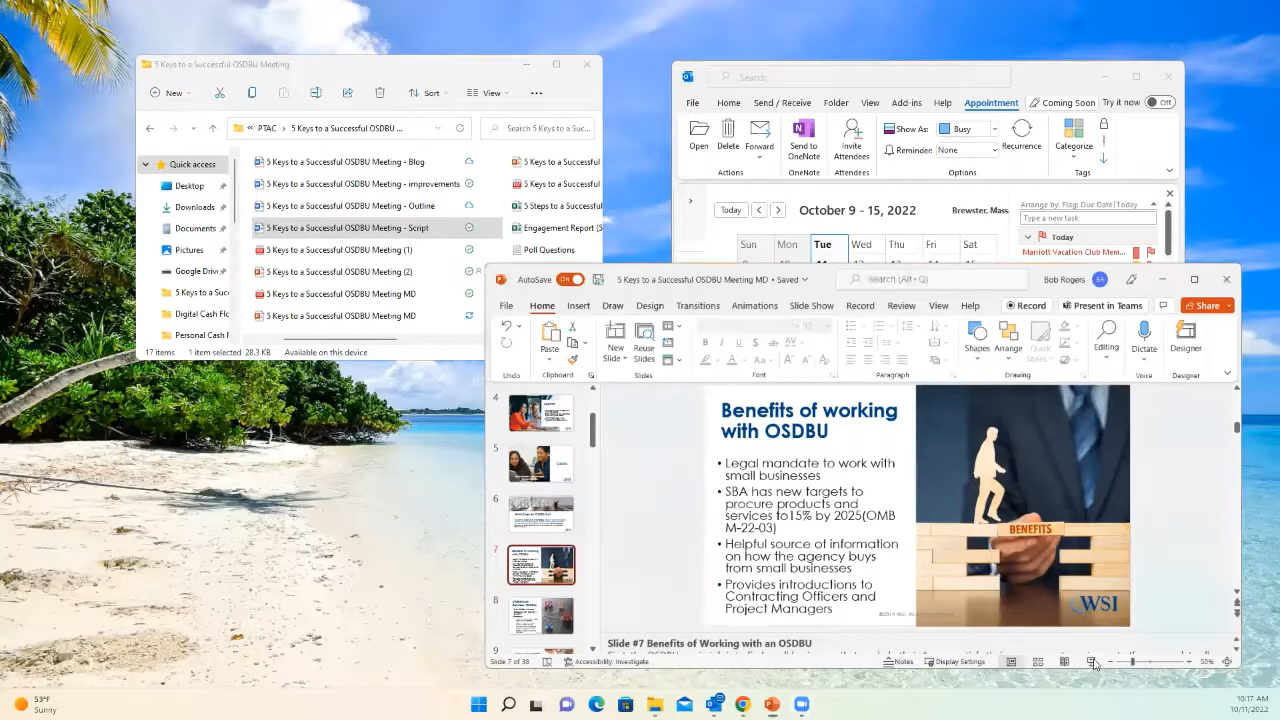 5 Keys to a Successful OSDBU Meeting
New
Sort
View
PTAC > 5 Keys to a Successful OSDBU ...
Search 5 Keys to a Suc...
Quick access
Desktop
Downloads
Documents
Pictures
Google Driv
5 Keys to a Suc
Digital Cash Fl
Personal Cash F
5 Keys to a Successful OSDBU Meeting - Blog
5 Keys to a Successful OSDBU Meeting - improvements
5 Keys to a Successful OSDBU Meeting - Outline
5 Keys to a Successful OSDBU Meeting - Script
5 Keys to a Successful OSDBU Meeting (1)
5 Keys to a Successful OSDBU Meeting (2)
5 Keys to a Successful OSDBU Meeting MD
5 Keys to a Successful OSDBU Meeting MD
5 Keys to a Successful
5 Keys to a Successful
5 Steps to a Successful
Engagement Report (5
Poll Questions
17 items 1 item selected 28.3 KB Available on this device
Search
File Home Send / Receive Folder View Add-ins Help Appointment Coming Soon Try it now Off
Open Delete Forward
Send to OneNote
Invite Attendees
Show As: Busy
Reminder: None
Recurrence
Categorize
Actions OneNote Attendees Options Tags
Today October 9 - 15, 2022 Brewster, Mass
Sun Mon Tue Wed Thu Fri Sat
Arrange by: Flag: Due Date | Today
Type a new task
Today
Marriott Vacation Club Mem...
AutoSave On 5 Keys to a Successful OSDBU Meeting MD • Saved Search (Alt+Q) Bob Rogers BR
File Home Insert Draw Design Transitions Animations Slide Show Record Review View Help Record Present in Teams Share
Paste
New Slide
Reuse Slides
Shapes Arrange Quick Styles
Editing Dictate Designer
Undo Clipboard Slides Font Paragraph Drawing Voice Designer
4
5
6
7
8
9
Benefits of working
with OSDBU
• Legal mandate to work with
small businesses
• SBA has new targets to
procure products and
services to15% by 2025(OMB
M-22-03)
• Helpful source of information
on how the agency buys
from small businesses
• Provides introductions to
Contracting Officers and
Project Managers
BENEFITS
WSI
Slide #7 Benefits of Working with an OSDBU
Slide 7 of 38 Accessibility: Investigate Notes Display Settings 50%
53°F
Sunny
10:17 AM
10/11/2022